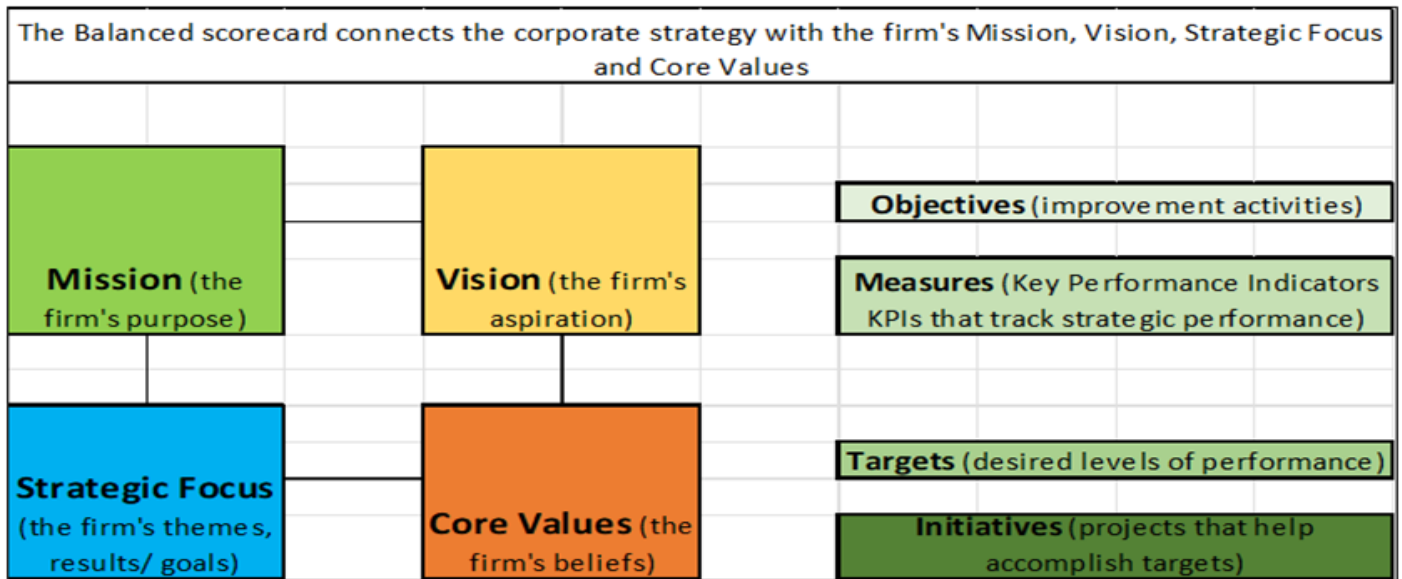 The Balanced scorecard connects the corporate strategy with the firm's Mission, Vision, Strategic Focus
and Core Values
Mission (the
firm's purpose)
Vision (the firm's
aspiration)
Objectives (improvement activities)
Measures (Key Performance Indicators
KPIs that track strategic performance)
Strategic Focus
(the firm's themes,
results/ goals)
Core Values (the
firm's beliefs)
Targets (desired levels of performance)
Initiatives (projects that help
accomplish targets)